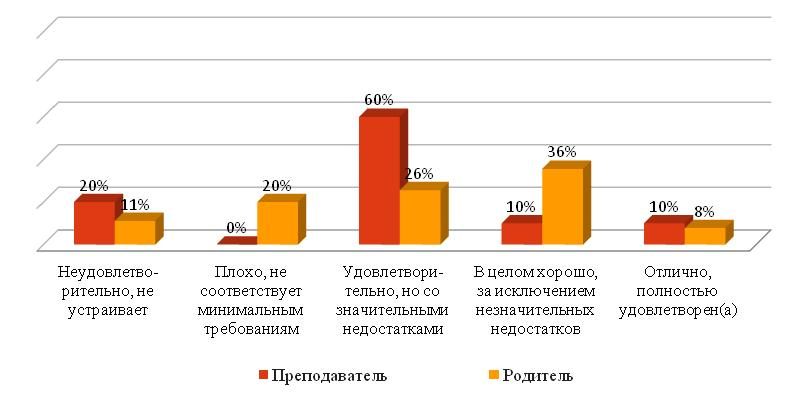 20%
11%
0%
20%
60%
26%
10%
36%
10%
8%
Неудовлетво-
рительно, не
устраивает
Плохо, не
соответствует
минимальным
требованиям
Удовлетвори-
тельно, но со
значительными
недостатками
В целом хорошо,
за исключением
незначительных
недостатков
Отлично,
полностью
удовлетворен(а)
Преподаватель
Родитель